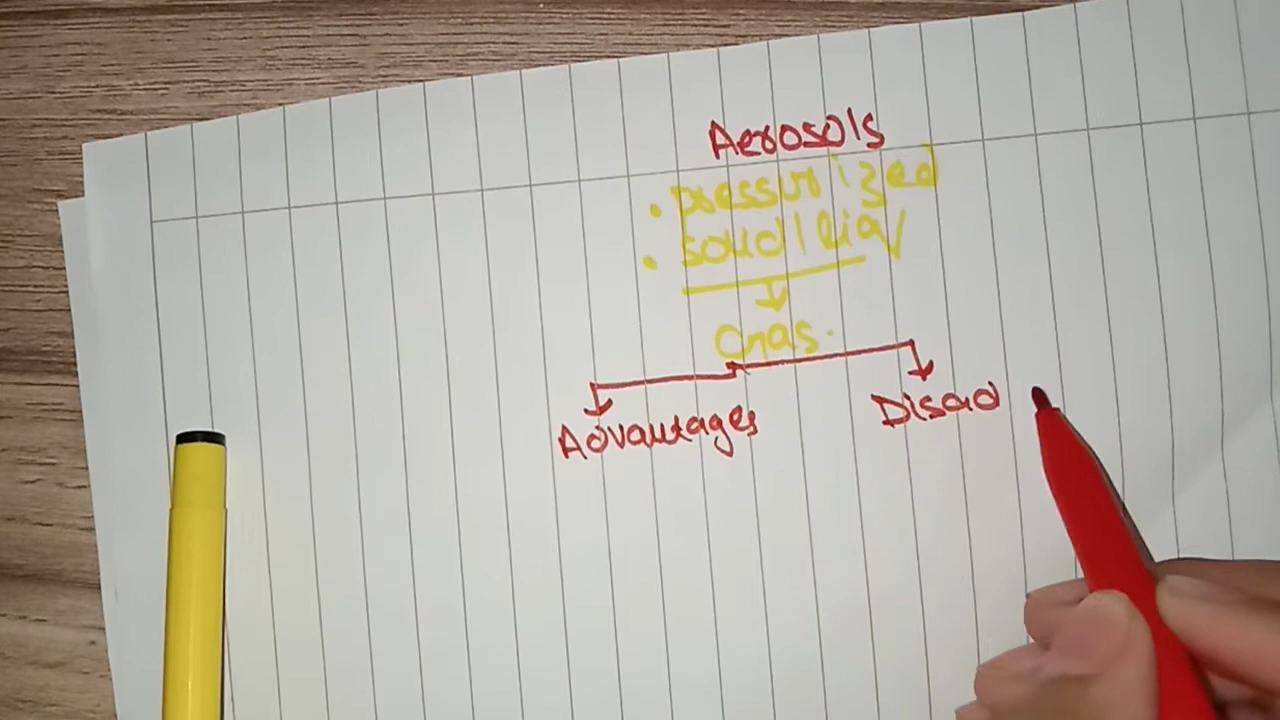 Aerosols
• pressurized
• solid / liq
Gas.
Advantages Disad